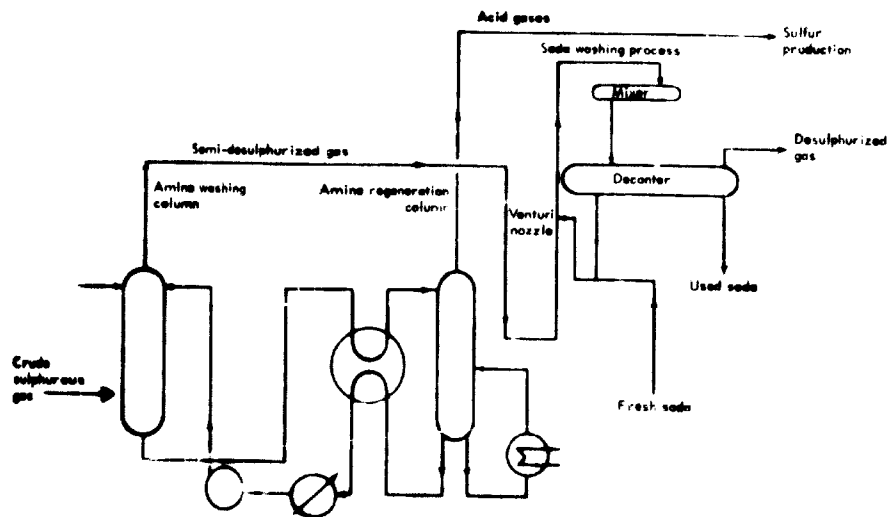 Acid gases
Sulfur
production
Soda washing process
Mixer
Desulphurized
gas
Semi-desulphurized gas
Decanter
Amine washing
column
Amine regeneration
column
Venturi
nozzle
Used soda
Crude
sulphurous
gas
Fresh soda